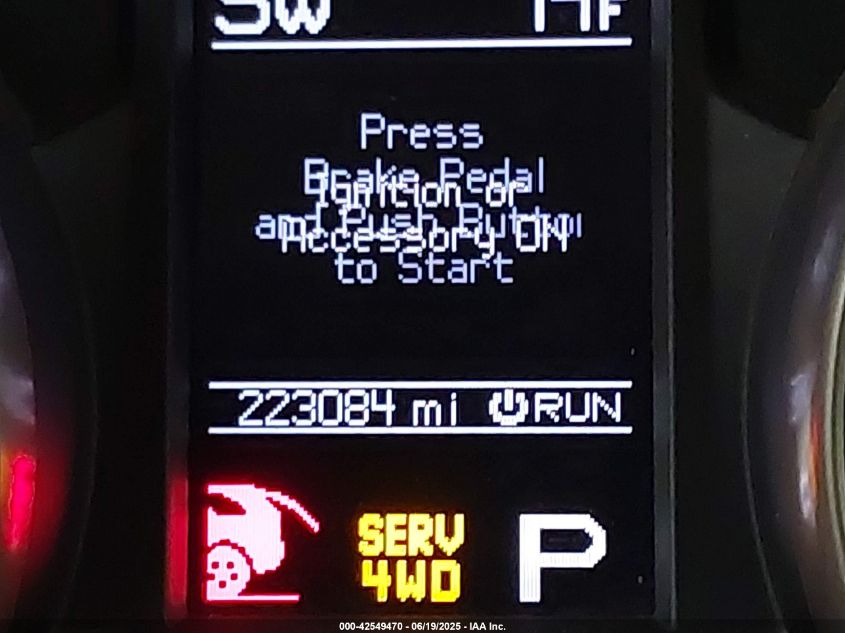 SW
Press
Brake Pedal
Ignition or
and Push Button
Accessory ON
to Start
223084 mi RUN
SERV
4WD
P
000-42549470 - 06/19/2025 - IAA Inc.